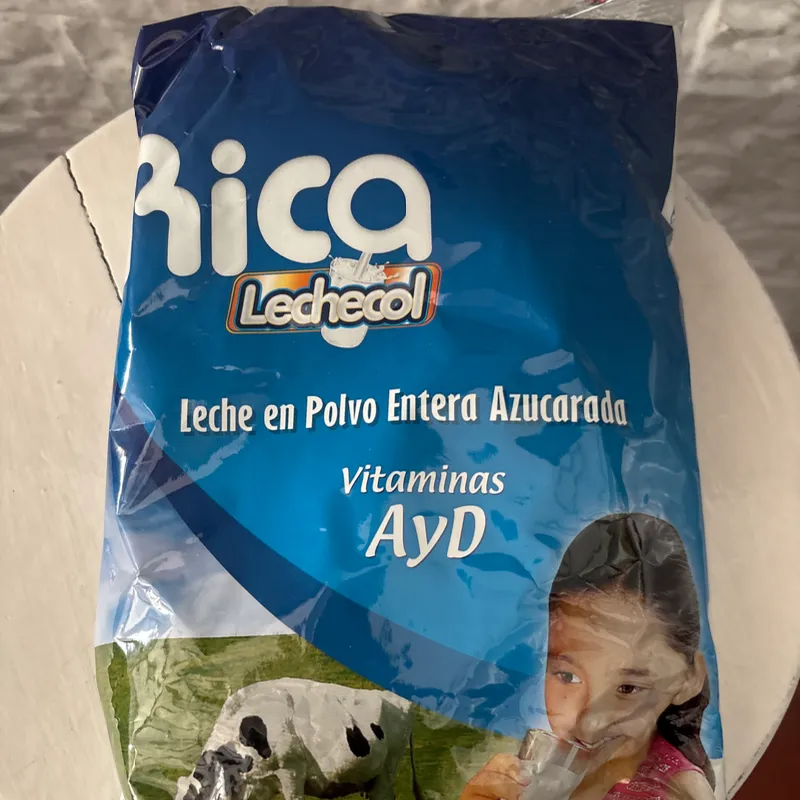 Rica
Lechecol
Leche en Polvo Entera Azucarada
Vitaminas
AyD